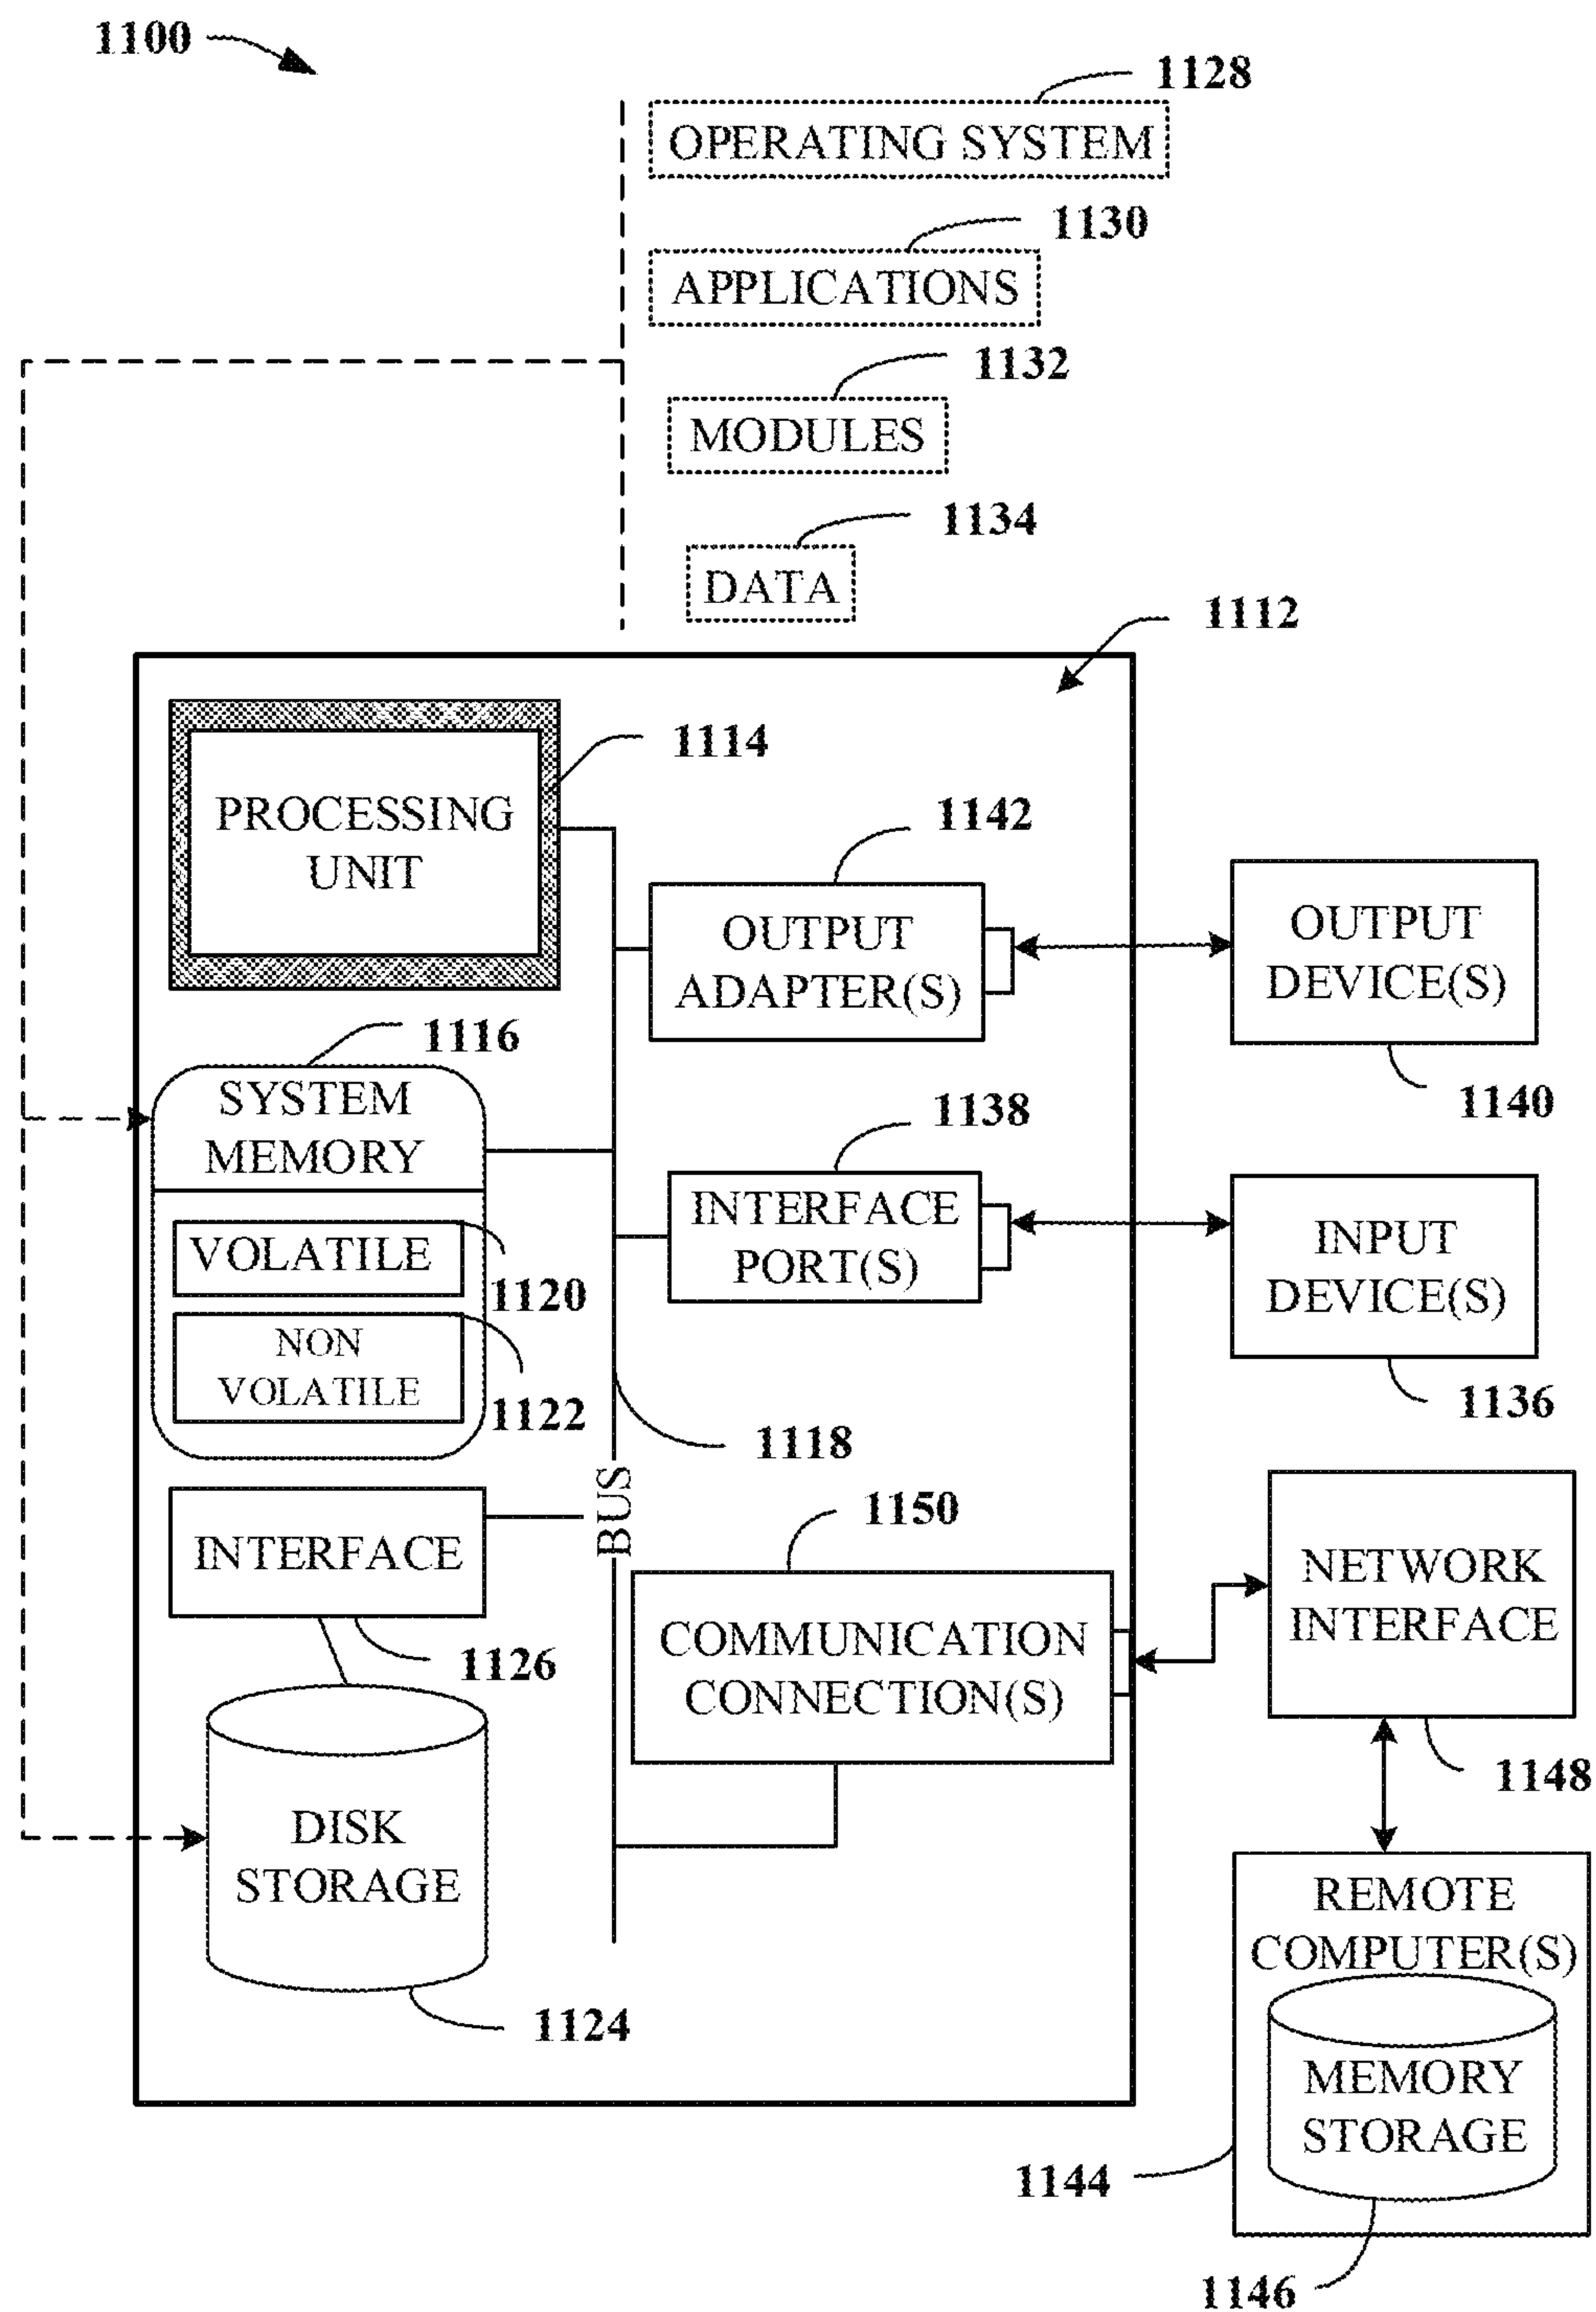 1100
1128
OPERATING SYSTEM
1130
APPLICATIONS
1132
MODULES
1134
DATA
1112
1114
PROCESSING
UNIT
1142
OUTPUT
ADAPTER(S)
OUTPUT
DEVICE(S)
1140
1116
SYSTEM
MEMORY
1138
INTERFACE
PORT(S)
INPUT
DEVICE(S)
1136
VOLATILE
1120
NON
VOLATILE
1122
1118
BUS
INTERFACE
1126
1150
COMMUNICATION
CONNECTION(S)
NETWORK
INTERFACE
1148
DISK
STORAGE
1124
REMOTE
COMPUTER(S)
MEMORY
STORAGE
1144
1146